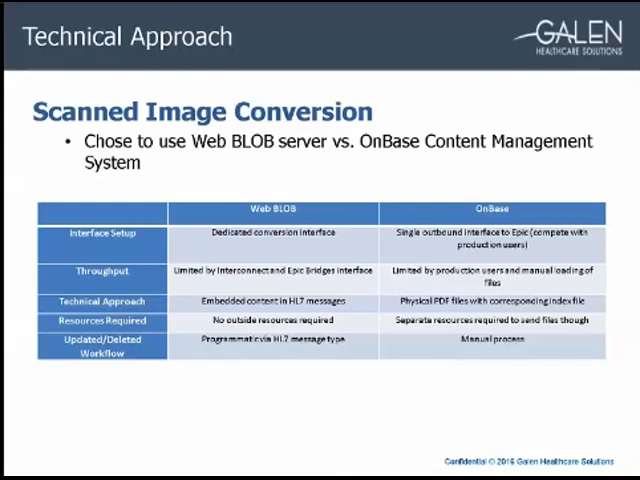 Technical Approach
GALEN
HEALTHCARE SOLUTIONS
Scanned Image Conversion
• Chose to use Web BLOB server vs. OnBase Content Management
System
Web BLOB OnBase
Interface Setup Dedicated conversion interface Single outbound interface to Epic (compete with
production users)
Throughput Limited by Interconnect and Epic Bridges interface Limited by production users and manual loading of
files
Technical Approach Embedded content in HL7 messages Physical PDF files with corresponding index file
Resources Required No outside resources required Separate resources required to send files though
Updated/Deleted Programmatic via HL7 message type Manual process
Workflow
Confidential © 2016 Galen Healthcare Solutions